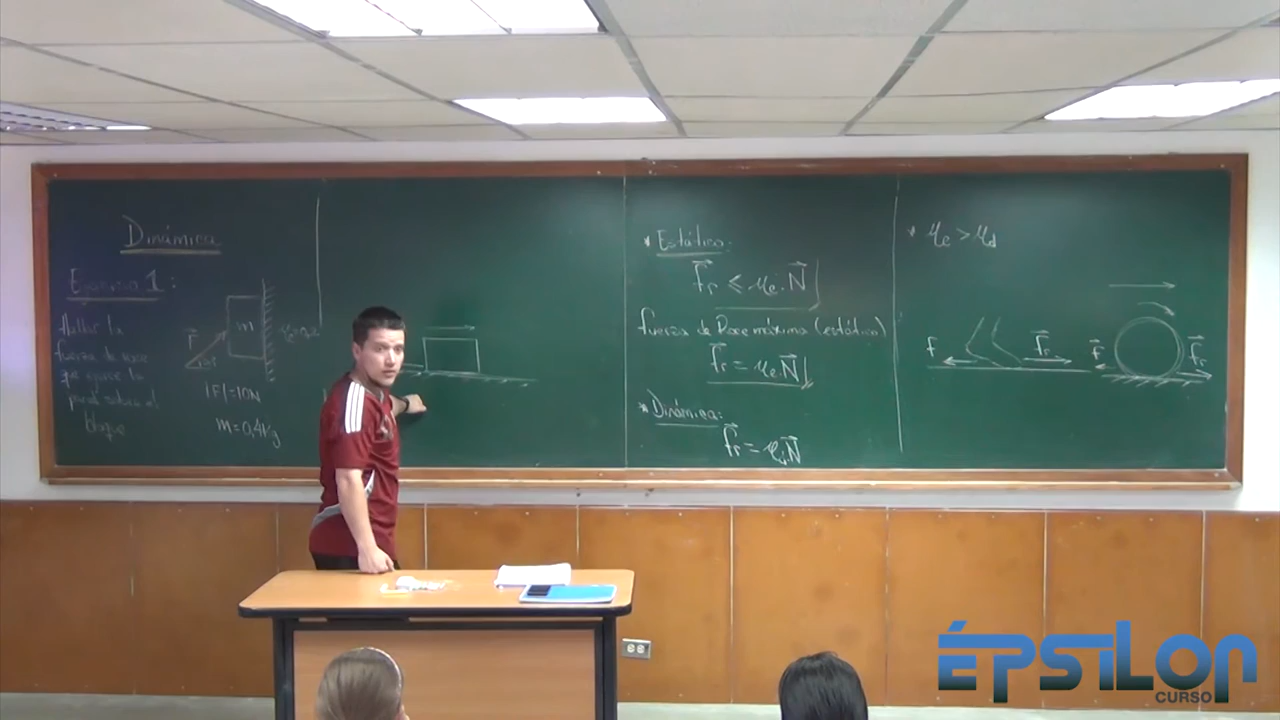 Dinámica
Ejercicio 1:
Hallar la
fuerza de roce
que ejerce la
pared sobre el
bloque
m
F
|F|=10N
m=0,4kg
* Estático:
fr ≤ μe.N
fuerza de Roce máxima (estático)
fr = μe.N
* Dinámica:
fr = μ.N
* μe > μd
f
fr
f
fr
ÉPSILON
CURSO